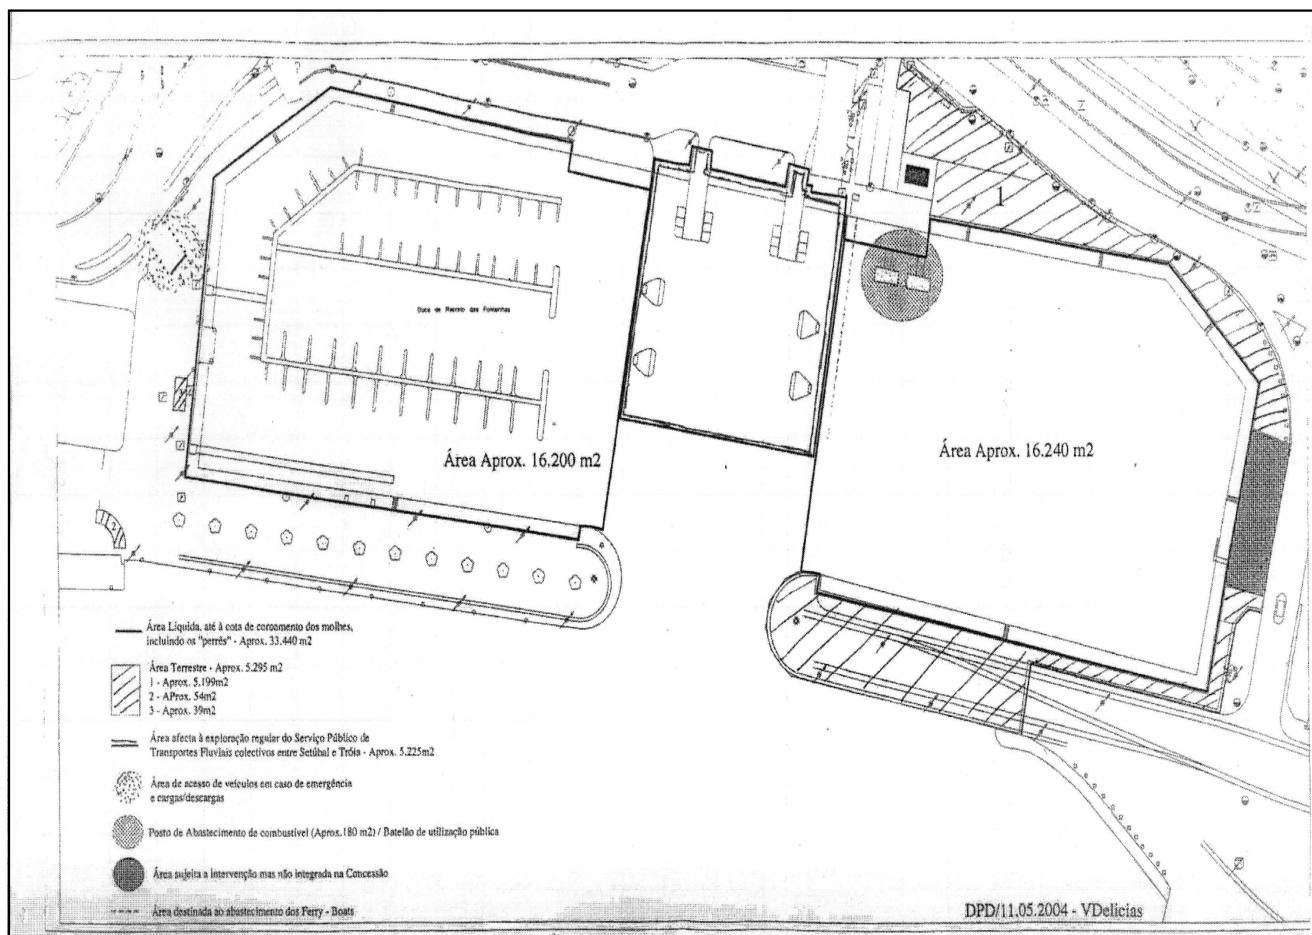 1
Doca de Recreio das Fontainhas
Área Aprox. 16.200 m2
Área Aprox. 16.240 m2
2
Área Líquida, até à cota de coroamento dos molhes,
incluindo os "perrês" - Aprox. 33.440 m2
Área Terrestre - Aprox. 5.295 m2
1 - Aprox. 5.199m2
2 - AProx. 54m2
3 - Aprox. 39m2
Área afecta à exploração regular do Serviço Público de
Transportes Fluviais colectivos entre Setúbal e Tróia - Aprox. 5.225m2
Área de acesso de veículos em caso de emergência
e cargas/descargas
Posto de Abastecimento de combustível (Aprox.180 m2) / Batelão de utilização pública
Área sujeita a intervenção mas não integrada na Concessão
Área destinada ao abastecimento dos Ferry - Boats
DPD/11.05.2004 - VDelicias